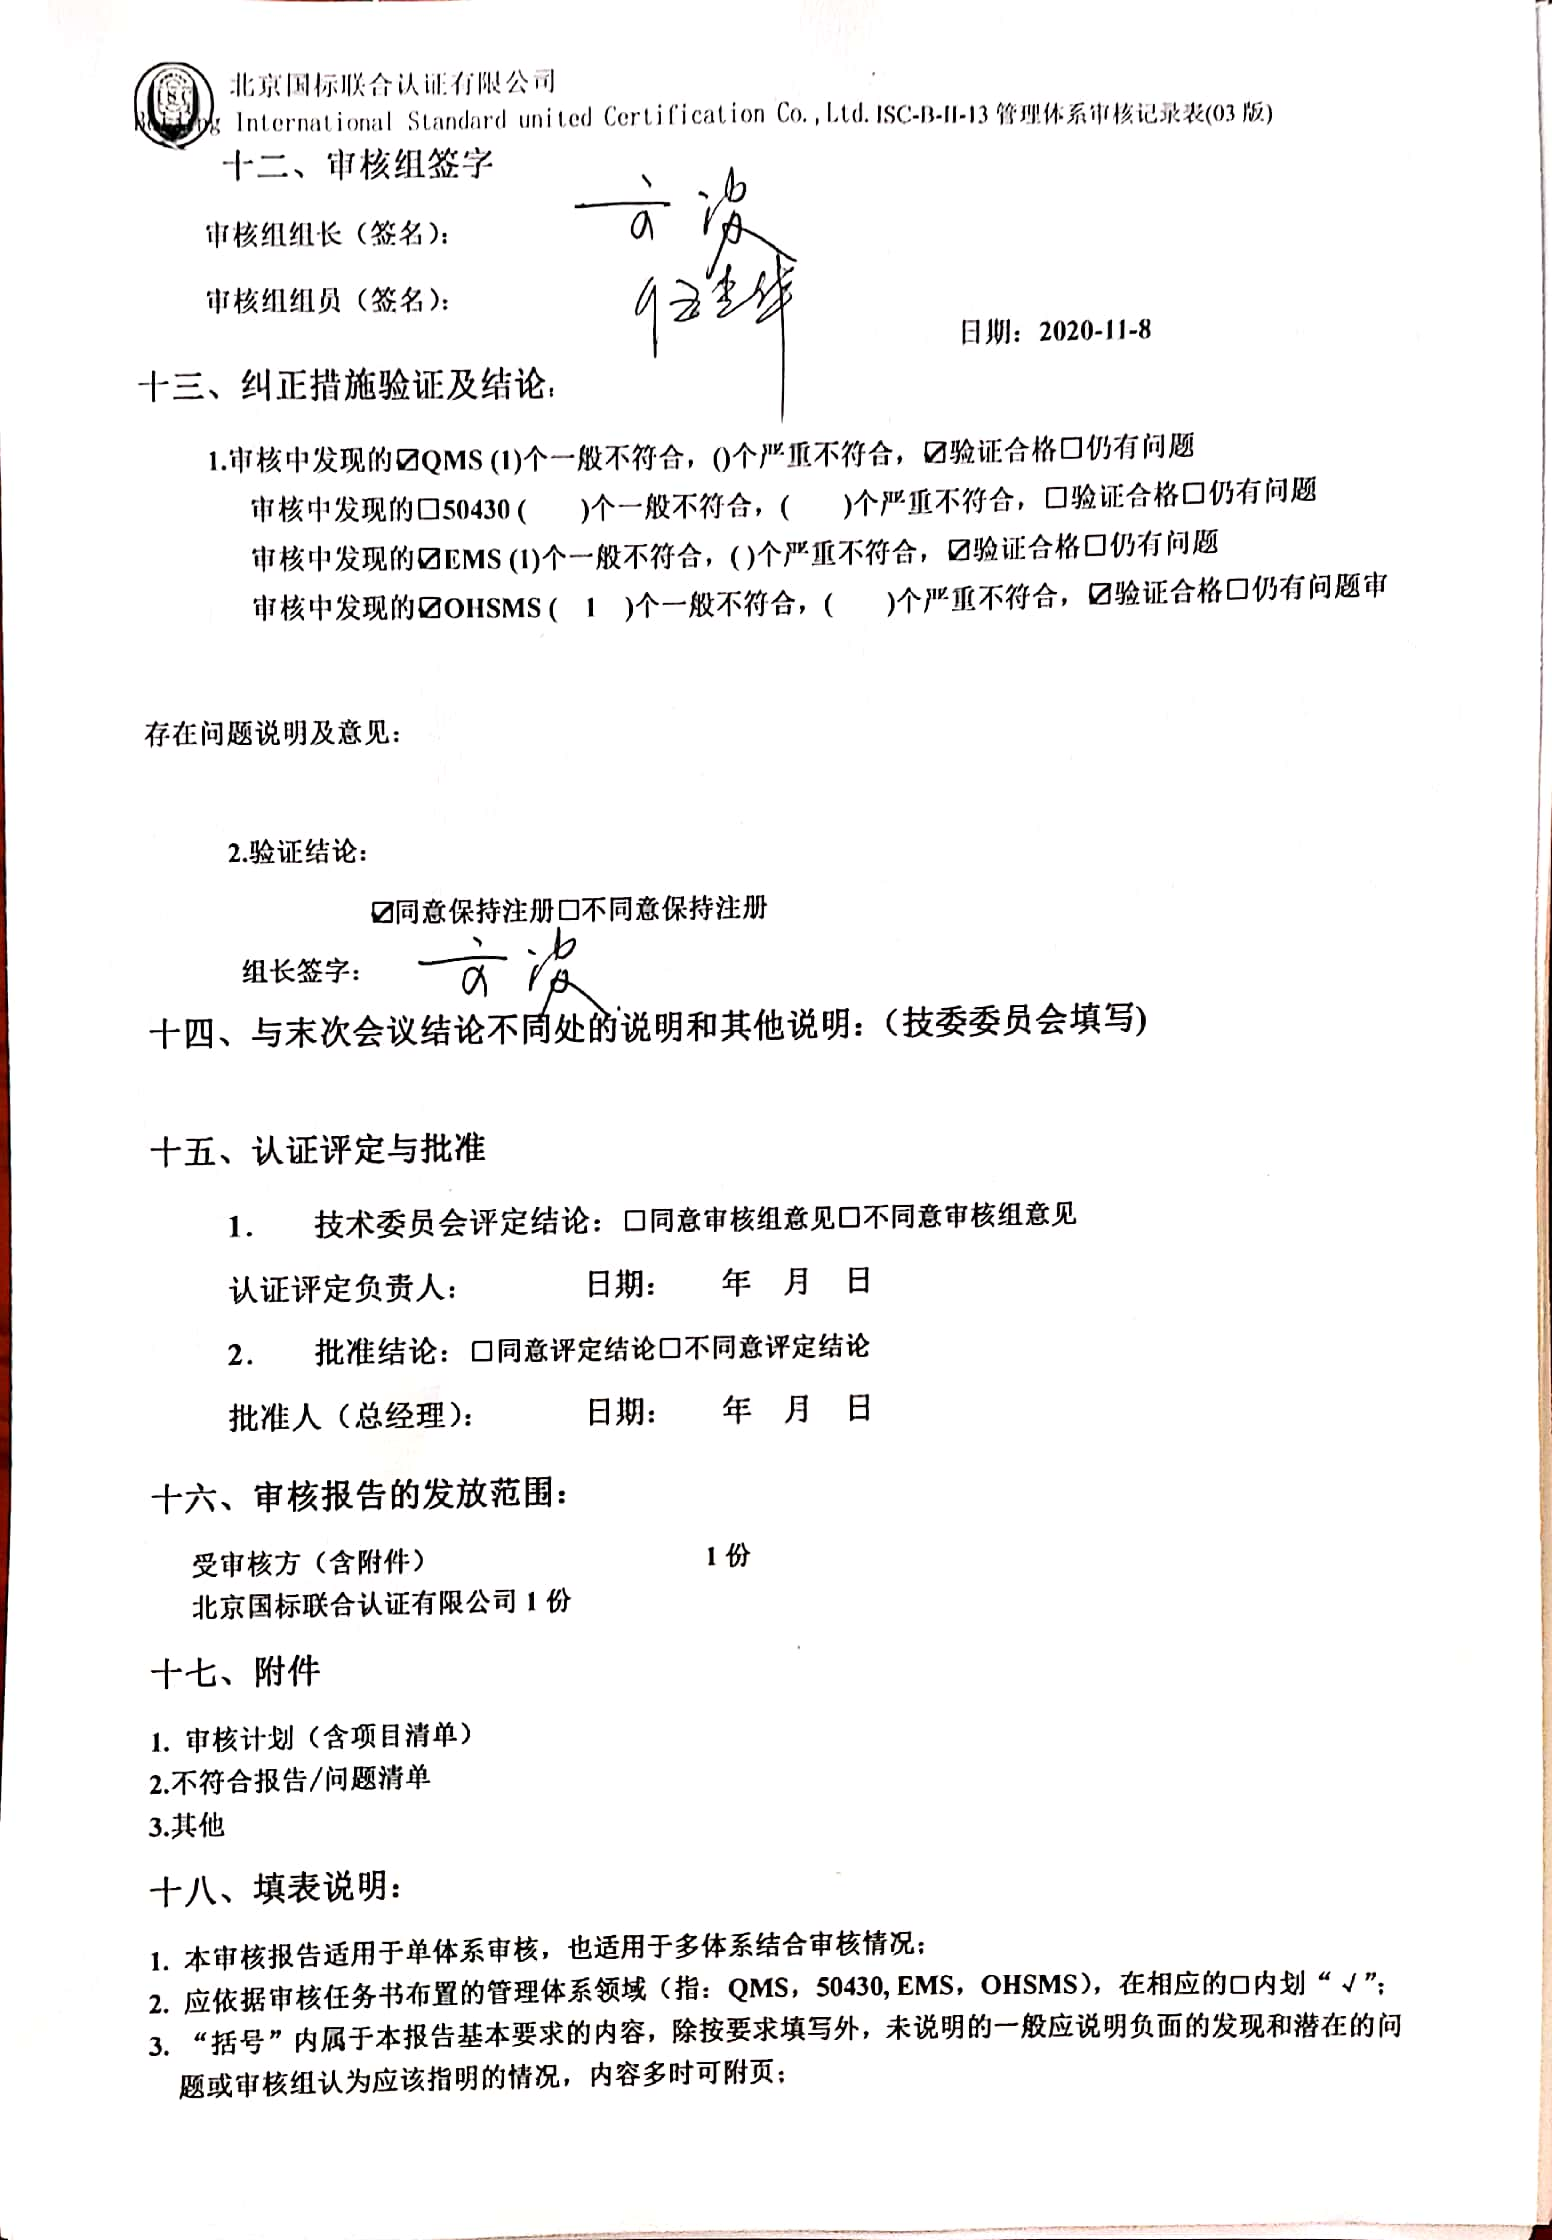 北京国标联合认证有限公司
International Standard united Certification Co.,Ltd. ISC-B-II-13 管理体系审核记录表(03 版)
十二、审核组签字
审核组组长（签名）：
审核组组员（签名）：
日期：2020-11-8
十三、纠正措施验证及结论：
1.审核中发现的☑QMS (1)个一般不符合，()个严重不符合，☑验证合格□仍有问题
审核中发现的□50430 (   )个一般不符合，(   )个严重不符合，□验证合格□仍有问题
审核中发现的☑EMS (1)个一般不符合，( )个严重不符合，☑验证合格□仍有问题
审核中发现的☑OHSMS (  1  )个一般不符合，(   )个严重不符合，☑验证合格□仍有问题审
存在问题说明及意见：
2.验证结论：
☑同意保持注册□不同意保持注册
组长签字：
十四、与末次会议结论不同处的说明和其他说明：（技委委员会填写)
十五、认证评定与批准
1. 技术委员会评定结论：□同意审核组意见□不同意审核组意见
认证评定负责人： 日期： 年 月 日
2. 批准结论：□同意评定结论□不同意评定结论
批准人（总经理）： 日期： 年 月 日
十六、审核报告的发放范围：
受审核方（含附件） 1 份
北京国标联合认证有限公司 1 份
十七、附件
1. 审核计划（含项目清单）
2.不符合报告/问题清单
3.其他
十八、填表说明：
1. 本审核报告适用于单体系审核，也适用于多体系结合审核情况；
2. 应依据审核任务书布置的管理体系领域（指：QMS，50430, EMS，OHSMS），在相应的□内划“√”；
3. “括号”内属于本报告基本要求的内容，除按要求填写外，未说明的一般应说明负面的发现和潜在的问
题或审核组认为应该指明的情况，内容多时可附页；